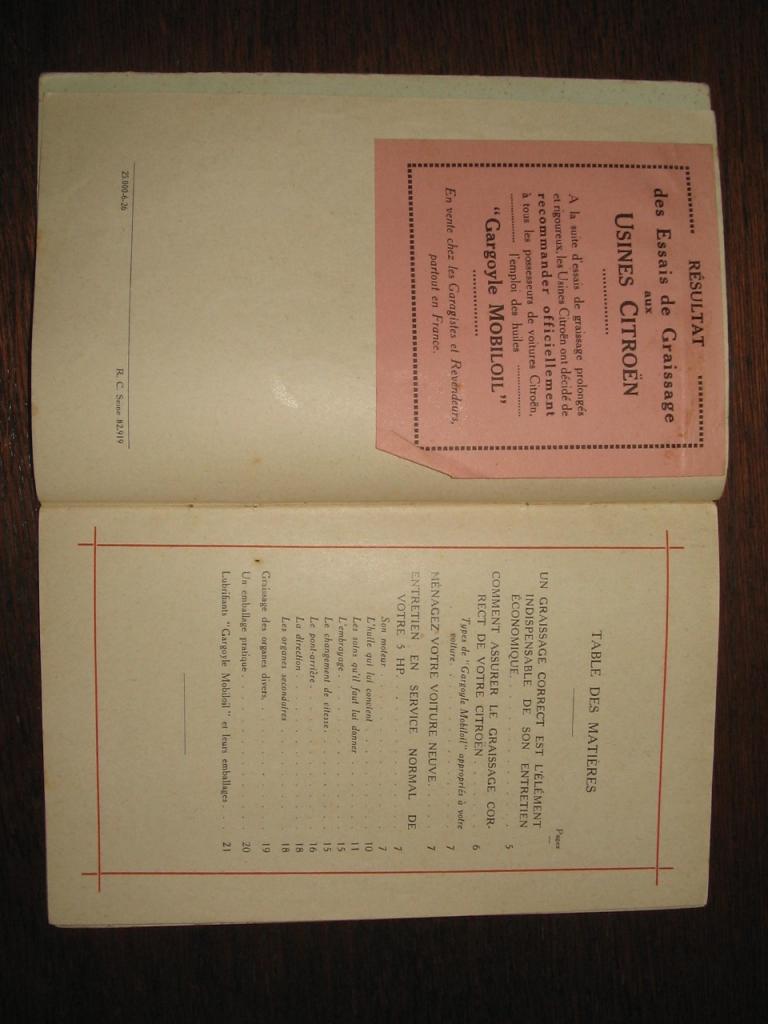 RÉSULTAT
des Essais de Graissage
aux
USINES CITROËN
A la suite d'essais de graissage prolongés
et rigoureux, les Usines Citroën ont décidé de
recommander officiellement
à tous les possesseurs de voitures Citroën,
l'emploi des huiles
"Gargoyle MOBILOIL"
En vente chez les Garagistes et Revendeurs,
partout en France.
25.000-6-26
R. C. Seine 82.919
TABLE DES MATIÈRES
Pages
UN GRAISSAGE CORRECT EST L'ÉLÉMENT
INDISPENSABLE DE SON ENTRETIEN
ÉCONOMIQUE. . . . . . . . 5
COMMENT ASSURER LE GRAISSAGE COR-
RECT DE VOTRE CITROËN . . . . . 6
Types de "Gargoyle Mobiloil" appropriés à votre
voiture. . . . . . . . . 7
MÉNAGEZ VOTRE VOITURE NEUVE. . . . 7
ENTRETIEN EN SERVICE NORMAL DE
VOTRE 5 HP. . . . . . . . 7
Son moteur . . . . . . . . 7
L'huile qui lui convient . . . . . . 10
Les soins qu'il faut lui donner . . . . . 11
L'embrayage. . . . . . . . 15
Le changement de vitesse. . . . . . 15
Le pont-arrière. . . . . . . . 16
La direction . . . . . . . . 18
Les organes secondaires . . . . . . 18
Graissage des organes divers. . . . . . 19
Un emballage pratique. . . . . . . 20
Lubrifiants "Gargoyle Mobiloil" et leurs emballages . . 21